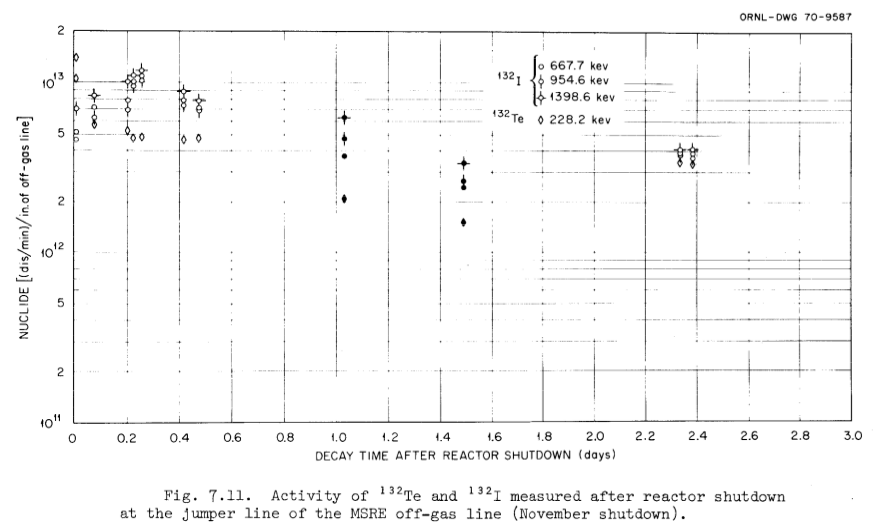 ORNL-DWG 70-9587
2
10¹³
5
2
10¹²
5
2
10¹¹
NUCLIDE [(dis/min)/in.of off-gas line]
¹³²I
667.7 kev
954.6 kev
1398.6 kev
¹³²Te
228.2 kev
0 0.2 0.4 0.6 0.8 1.0 1.2 1.4 1.6 1.8 2.0 2.2 2.4 2.6 2.8 3.0
DECAY TIME AFTER REACTOR SHUTDOWN (days)
Fig. 7.11. Activity of ¹³²Te and ¹³²I measured after reactor shutdown
at the jumper line of the MSRE off-gas line (November shutdown).